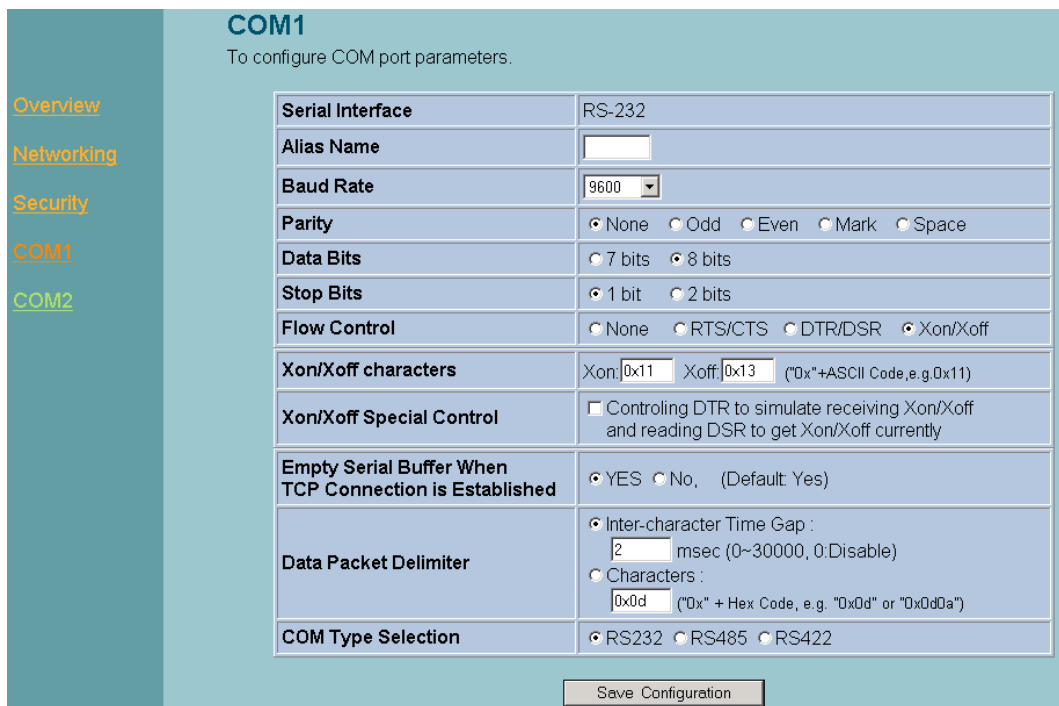 COM1
To configure COM port parameters.
Overview
Networking
Security
COM1
COM2
Serial Interface RS-232
Alias Name
Baud Rate 9600
Parity None Odd Even Mark Space
Data Bits 7 bits 8 bits
Stop Bits 1 bit 2 bits
Flow Control None RTS/CTS DTR/DSR Xon/Xoff
Xon/Xoff characters Xon:0x11 Xoff:0x13 ("0x"+ASCII Code,e.g.0x11)
Xon/Xoff Special Control Controling DTR to simulate receiving Xon/Xoff
and reading DSR to get Xon/Xoff currently
Empty Serial Buffer When
TCP Connection is Established YES No, (Default: Yes)
Data Packet Delimiter Inter-character Time Gap :
2 msec (0~30000, 0:Disable)
Characters :
0x0d ("0x" + Hex Code, e.g. "0x0d" or "0x0d0a")
COM Type Selection RS232 RS485 RS422
Save Configuration